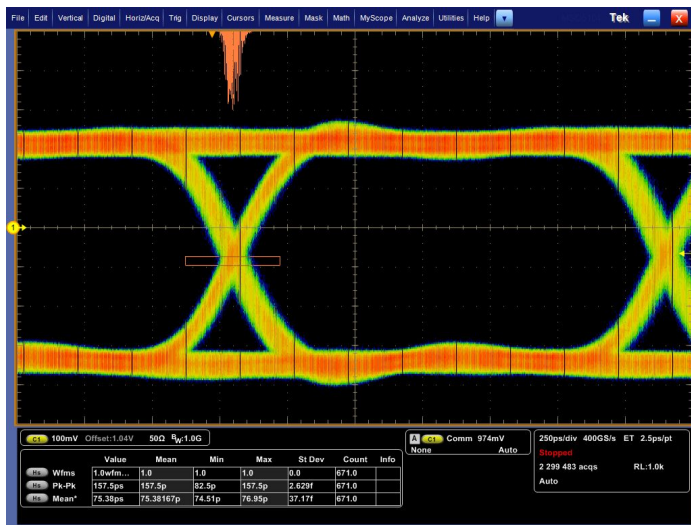 File Edit Vertical Digital Horiz/Acq Trig Display Cursors Measure Mask Math MyScope Analyze Utilities Help Tek X
1
C1 100mV Offset:1.04V 50Ω BW:1.0G
A C1 Comm 974mV
None Auto
250ps/div 400GS/s ET 2.5ps/pt
Stopped
2 299 483 acqs RL:1.0k
Auto
Value Mean Min Max St Dev Count Info
Hs Wfms 1.0wfm... 1.0 1.0 1.0 0.0 671.0
Hs Pk-Pk 157.5ps 157.5p 82.5p 157.5p 2.629f 671.0
Hs Mean* 75.38ps 75.38167p 74.51p 76.95p 37.17f 671.0